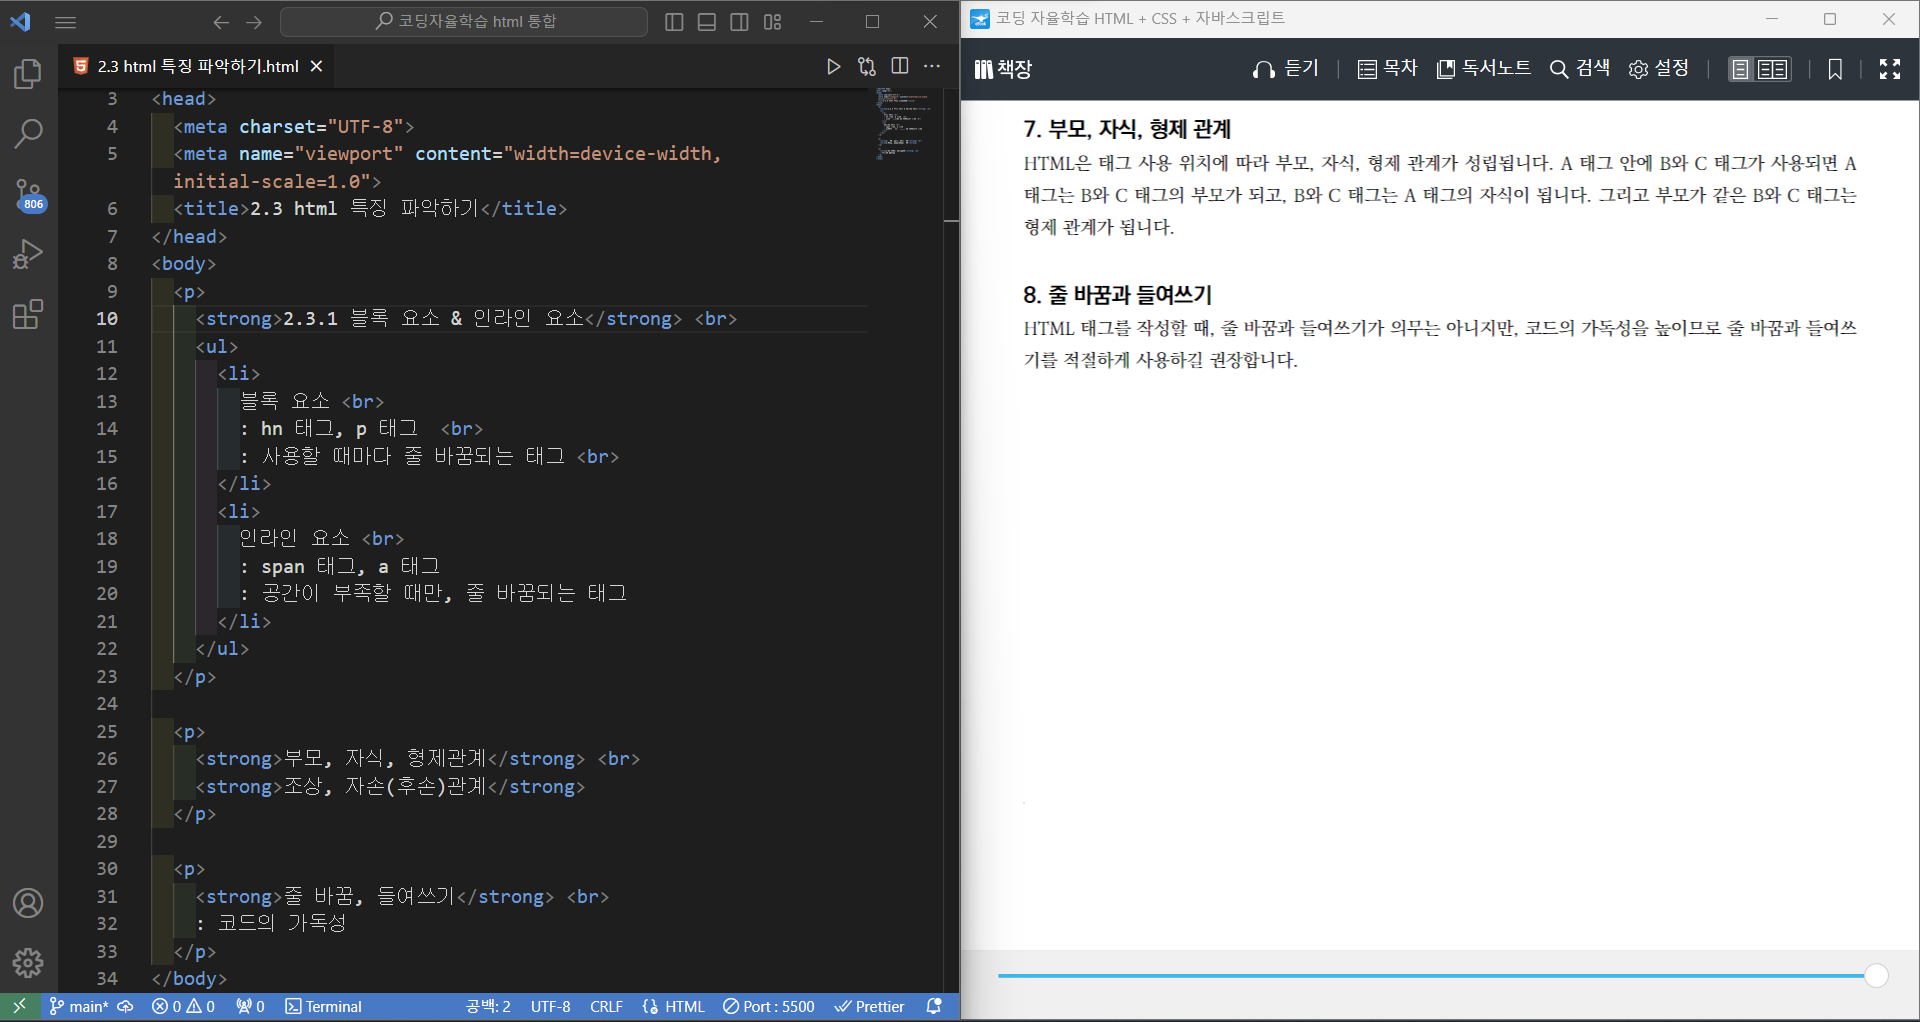 코딩자율학습 html 통합
2.3 html 특징 파악하기.html
806
3 <head>
4 <meta charset="UTF-8">
5 <meta name="viewport" content="width=device-width,
initial-scale=1.0">
6 <title>2.3 html 특징 파악하기</title>
7 </head>
8 <body>
9 <p>
10 <strong>2.3.1 블록 요소 & 인라인 요소</strong> <br>
11 <ul>
12 <li>
13 블록 요소 <br>
14 : hn 태그, p 태그  <br>
15 : 사용할 때마다 줄 바꿈되는 태그 <br>
16 </li>
17 <li>
18 인라인 요소 <br>
19 : span 태그, a 태그
20 : 공간이 부족할 때만, 줄 바꿈되는 태그
21 </li>
22 </ul>
23 </p>
24
25 <p>
26 <strong>부모, 자식, 형제관계</strong> <br>
27 <strong>조상, 자손(후손)관계</strong>
28 </p>
29
30 <p>
31 <strong>줄 바꿈, 들여쓰기</strong> <br>
32 : 코드의 가독성
33 </p>
34 </body>
main* 0 0 0 Terminal 공백: 2 UTF-8 CRLF HTML Port : 5500 Prettier
코딩 자율학습 HTML + CSS + 자바스크립트
책장 듣기 목차 독서노트 검색 설정
7. 부모, 자식, 형제 관계
HTML은 태그 사용 위치에 따라 부모, 자식, 형제 관계가 성립됩니다. A 태그 안에 B와 C 태그가 사용되면 A
태그는 B와 C 태그의 부모가 되고, B와 C 태그는 A 태그의 자식이 됩니다. 그리고 부모가 같은 B와 C 태그는
형제 관계가 됩니다.
8. 줄 바꿈과 들여쓰기
HTML 태그를 작성할 때, 줄 바꿈과 들여쓰기가 의무는 아니지만, 코드의 가독성을 높이므로 줄 바꿈과 들여쓰
기를 적절하게 사용하길 권장합니다.